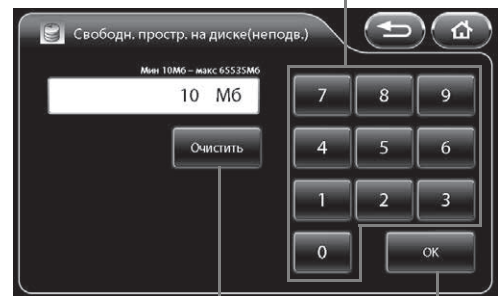 Свободн. простр. на диске(неподв.)
Мин 10Мб – макс 65535Мб
10 Мб
7 8 9
Очистить
4 5 6
1 2 3
0
ОК